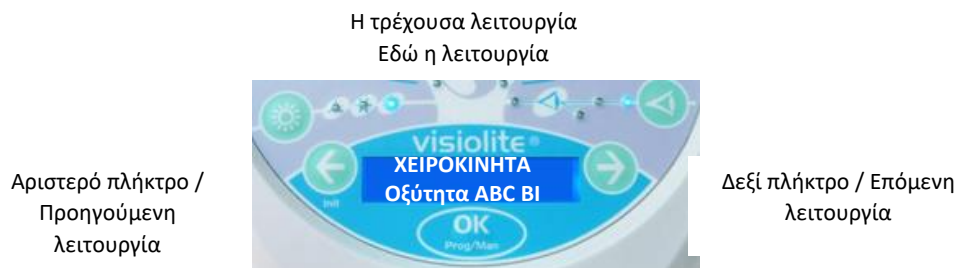 Η τρέχουσα λειτουργία
Εδώ η λειτουργία
visiolite®
ΧΕΙΡΟΚΙΝΗΤΑ
Οξύτητα ABC BI
Init
OK
Prog/Man
Αριστερό πλήκτρο /
Προηγούμενη
λειτουργία
Δεξί πλήκτρο / Επόμενη
λειτουργία